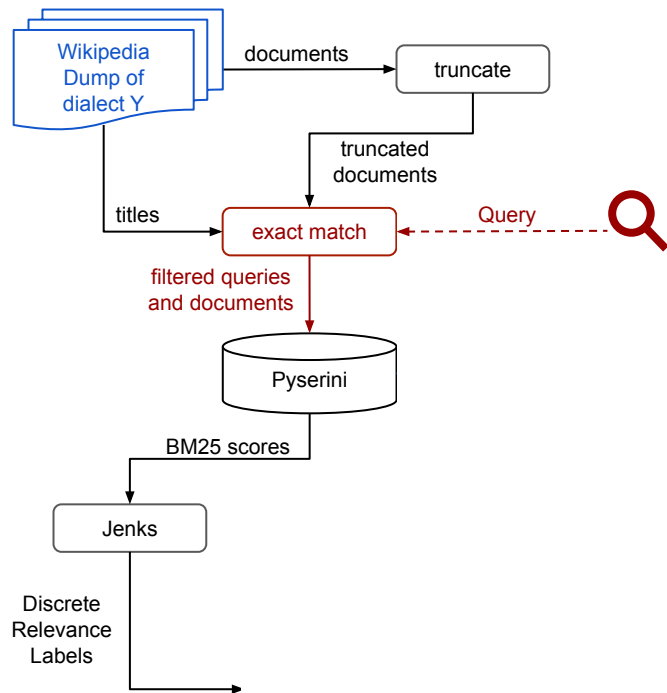 Wikipedia
Dump of
dialect Y
documents
truncate
truncated
documents
titles
exact match
Query
filtered queries
and documents
Pyserini
BM25 scores
Jenks
Discrete
Relevance
Labels